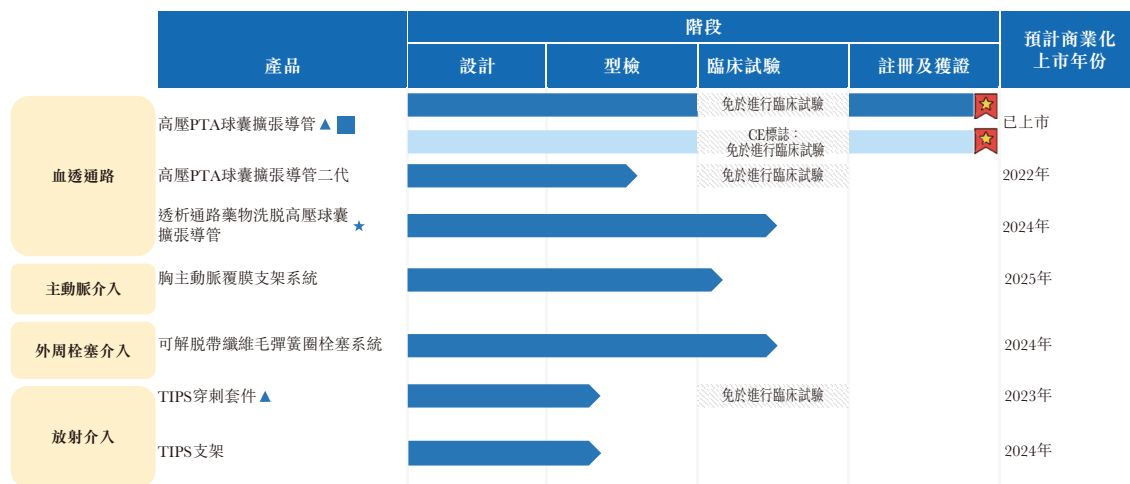 產品
階段
預計商業化
上市年份
設計
型檢
臨床試驗
註冊及獲證
血透通路
高壓PTA球囊擴張導管
免於進行臨床試驗
CE標誌：
免於進行臨床試驗
已上市
高壓PTA球囊擴張導管二代
免於進行臨床試驗
2022年
透析通路藥物洗脫高壓球囊
擴張導管
2024年
主動脈介入
胸主動脈覆膜支架系統
2025年
外周栓塞介入
可解脫帶纖維毛彈簧圈栓塞系統
2024年
放射介入
TIPS穿刺套件
免於進行臨床試驗
2023年
TIPS支架
2024年